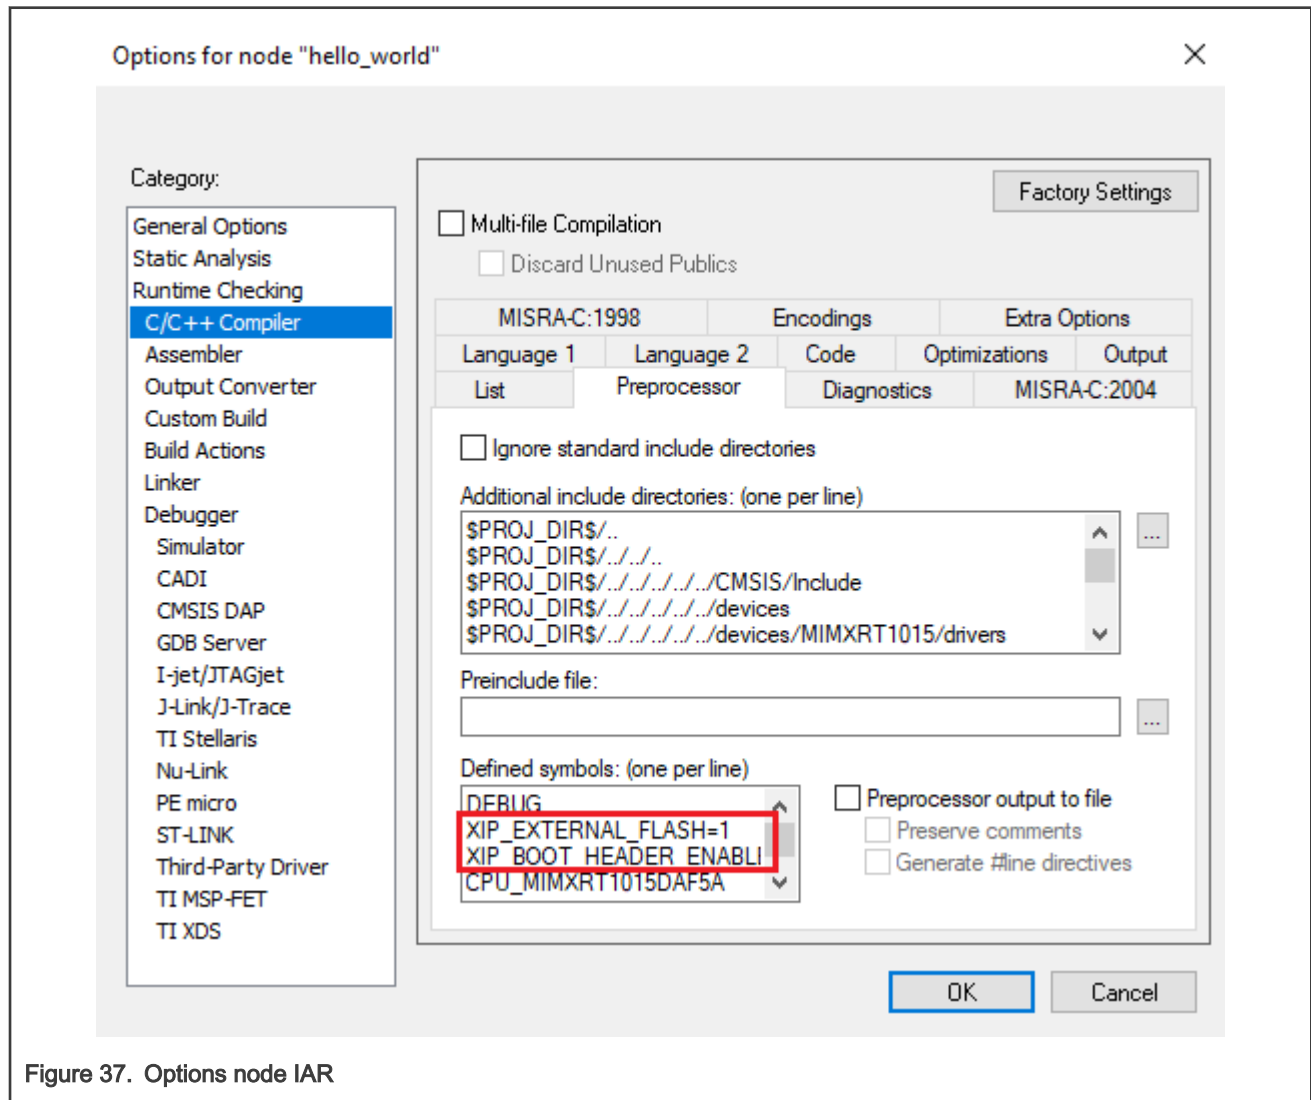 Options for node "hello_world"
Category:
General Options
Static Analysis
Runtime Checking
C/C++ Compiler
Assembler
Output Converter
Custom Build
Build Actions
Linker
Debugger
Simulator
CADI
CMSIS DAP
GDB Server
I-jet/JTAGjet
J-Link/J-Trace
TI Stellaris
Nu-Link
PE micro
ST-LINK
Third-Party Driver
TI MSP-FET
TI XDS
Factory Settings
Multi-file Compilation
Discard Unused Publics
MISRA-C:1998 Encodings Extra Options
Language 1 Language 2 Code Optimizations Output
List Preprocessor Diagnostics MISRA-C:2004
Ignore standard include directories
Additional include directories: (one per line)
$PROJ_DIR$/..
$PROJ_DIR$/../../..
$PROJ_DIR$/../../../../../CMSIS/Include
$PROJ_DIR$/../../../../../devices
$PROJ_DIR$/../../../../../devices/MIMXRT1015/drivers
...
Preinclude file:
...
Defined symbols: (one per line)
DEBUG
XIP_EXTERNAL_FLASH=1
XIP_BOOT_HEADER_ENABL
CPU_MIMXRT1015DAF5A
Preprocessor output to file
Preserve comments
Generate #line directives
OK Cancel
Figure 37. Options node IAR